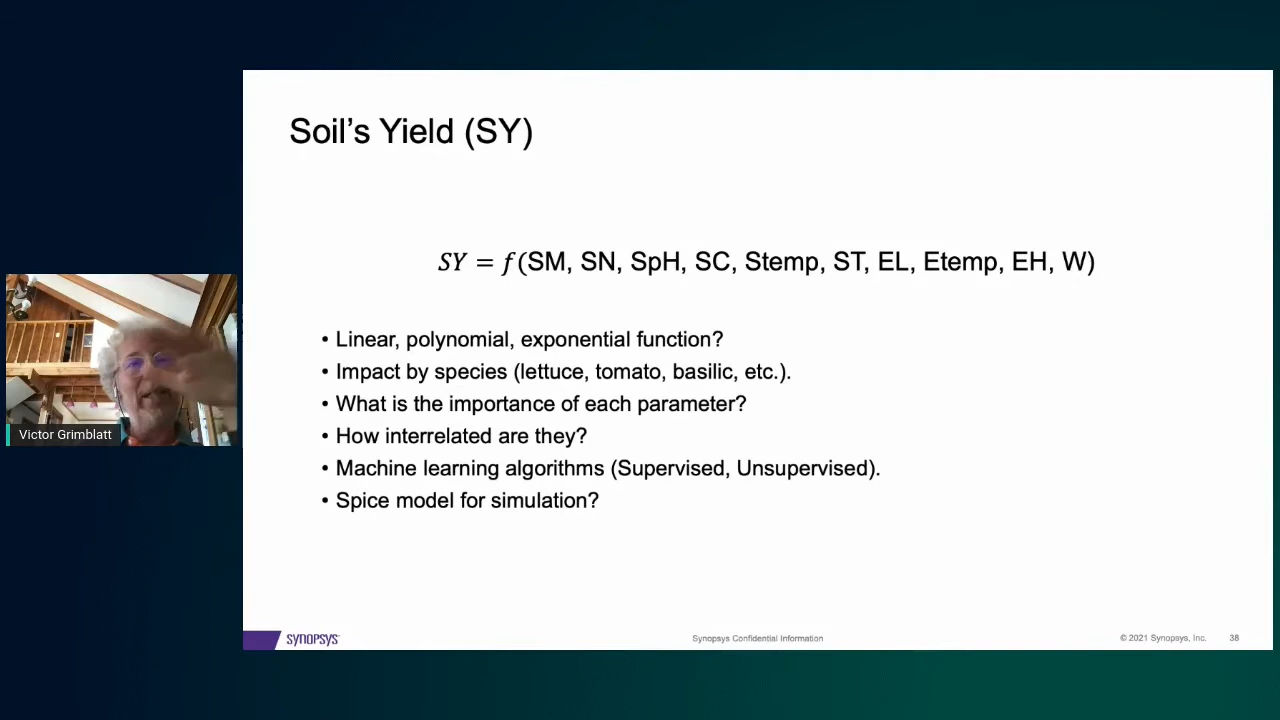 Soil's Yield (SY)
SY = f(SM, SN, SpH, SC, Stemp, ST, EL, Etemp, EH, W)
• Linear, polynomial, exponential function?
• Impact by species (lettuce, tomato, basilic, etc.).
• What is the importance of each parameter?
• How interrelated are they?
• Machine learning algorithms (Supervised, Unsupervised).
• Spice model for simulation?
Victor Grimblatt
SYNOPSYS
Synopsys Confidential Information
© 2021 Synopsys, Inc.
38